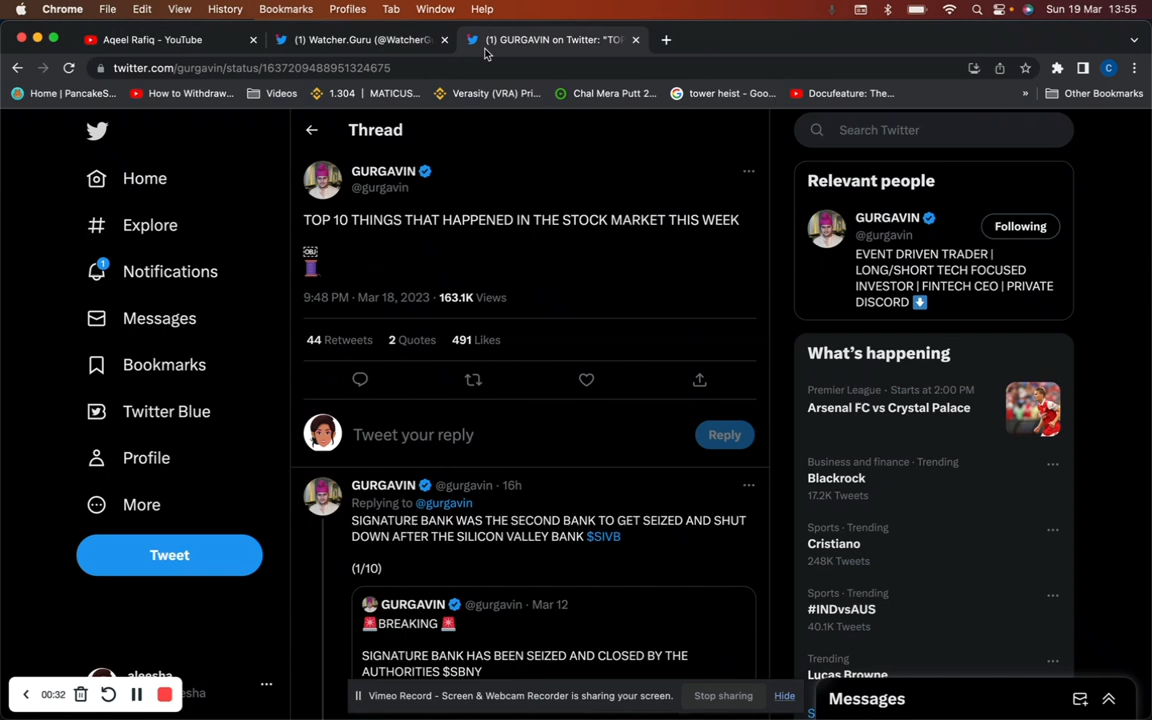 Chrome File Edit View History Bookmarks Profiles Tab Window Help Sun 19 Mar 13:55
Aqeel Rafiq - YouTube (1) Watcher.Guru (@WatcherG (1) GURGAVIN on Twitter: "TOP
twitter.com/gurgavin/status/1637209488951324675
C
Home | PancakeS... How to Withdraw... Videos 1.304 | MATICUS... Verasity (VRA) Pri... Chal Mera Putt 2... tower heist - Goo... Docufeature: The... » Other Bookmarks
Thread
Search Twitter
Home
Explore
1
Notifications
Messages
Bookmarks
Twitter Blue
Profile
More
Tweet
GURGAVIN
@gurgavin
TOP 10 THINGS THAT HAPPENED IN THE STOCK MARKET THIS WEEK
OBJ
9:48 PM · Mar 18, 2023 · 163.1K Views
44 Retweets 2 Quotes 491 Likes
Tweet your reply
Reply
GURGAVIN @gurgavin · 16h
Replying to @gurgavin
SIGNATURE BANK WAS THE SECOND BANK TO GET SEIZED AND SHUT
DOWN AFTER THE SILICON VALLEY BANK $SIVB
(1/10)
GURGAVIN @gurgavin · Mar 12
BREAKING
SIGNATURE BANK HAS BEEN SEIZED AND CLOSED BY THE
AUTHORITIES $SBNY
Relevant people
GURGAVIN
@gurgavin
Following
EVENT DRIVEN TRADER |
LONG/SHORT TECH FOCUSED
INVESTOR | FINTECH CEO | PRIVATE
DISCORD
What's happening
Premier League · Starts at 2:00 PM
Arsenal FC vs Crystal Palace
Business and finance · Trending
Blackrock
17.2K Tweets
Sports · Trending
Cristiano
248K Tweets
Sports · Trending
#INDvsAUS
40.1K Tweets
Trending
Lucas Browne
Messages
aleesha
00:32
Vimeo Record - Screen & Webcam Recorder is sharing your screen. Stop sharing Hide